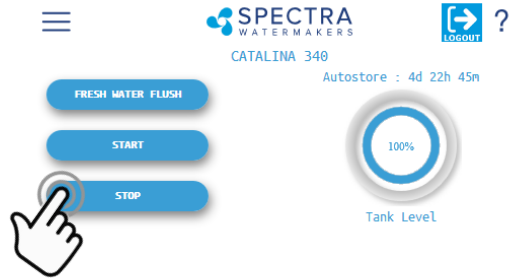 SPECTRA
WATERMAKERS
LOGOUT
?
CATALINA 340
Autostore : 4d 22h 45m
FRESH WATER FLUSH
START
100%
STOP
Tank Level